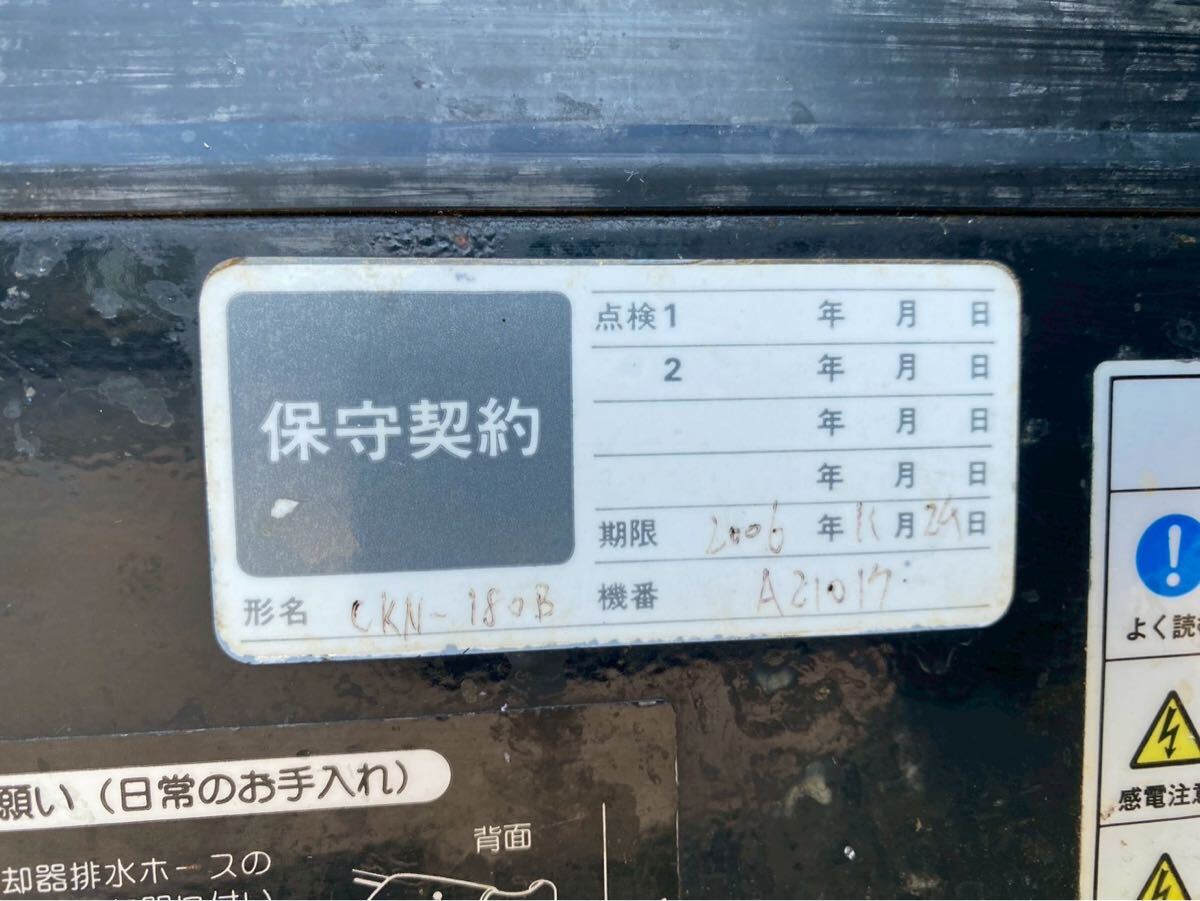 保守契約
点検1 年 月 日
2 年 月 日
年 月 日
年 月 日
期限 2006 年 月 24 日
形名 CKN-180B
機番 A21017
よく読
感電注意
願い（日常のお手入れ）
背面
却器排水ホースの